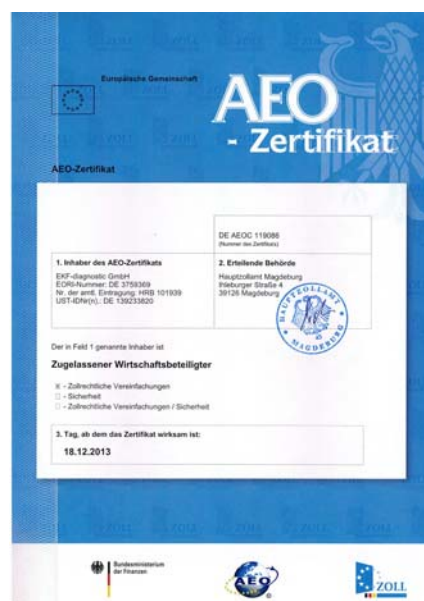 Europäische Gemeinschaft
AEO
- Zertifikat
AEO-Zertifikat
DE AEOC 119086
(Nummer des Zertifikats)
1. Inhaber des AEO-Zertifikats
EKF-diagnostic GmbH
EORI-Nummer: DE 3759369
Nr. der amtl. Eintragung: HRB 101939
UST-IDNr(n).: DE 139233820
2. Erteilende Behörde
Hauptzollamt Magdeburg
Ihleburger Straße 4
39126 Magdeburg
HAUPTZOLLAMT
MAGDEBURG
Der in Feld 1 genannte Inhaber ist
Zugelassener Wirtschaftsbeteiligter
☒ - Zollrechtliche Vereinfachungen
☐ - Sicherheit
☐ - Zollrechtliche Vereinfachungen / Sicherheit
3. Tag, ab dem das Zertifikat wirksam ist:
18.12.2013
Bundesministerium
der Finanzen
AEO
ZOLL